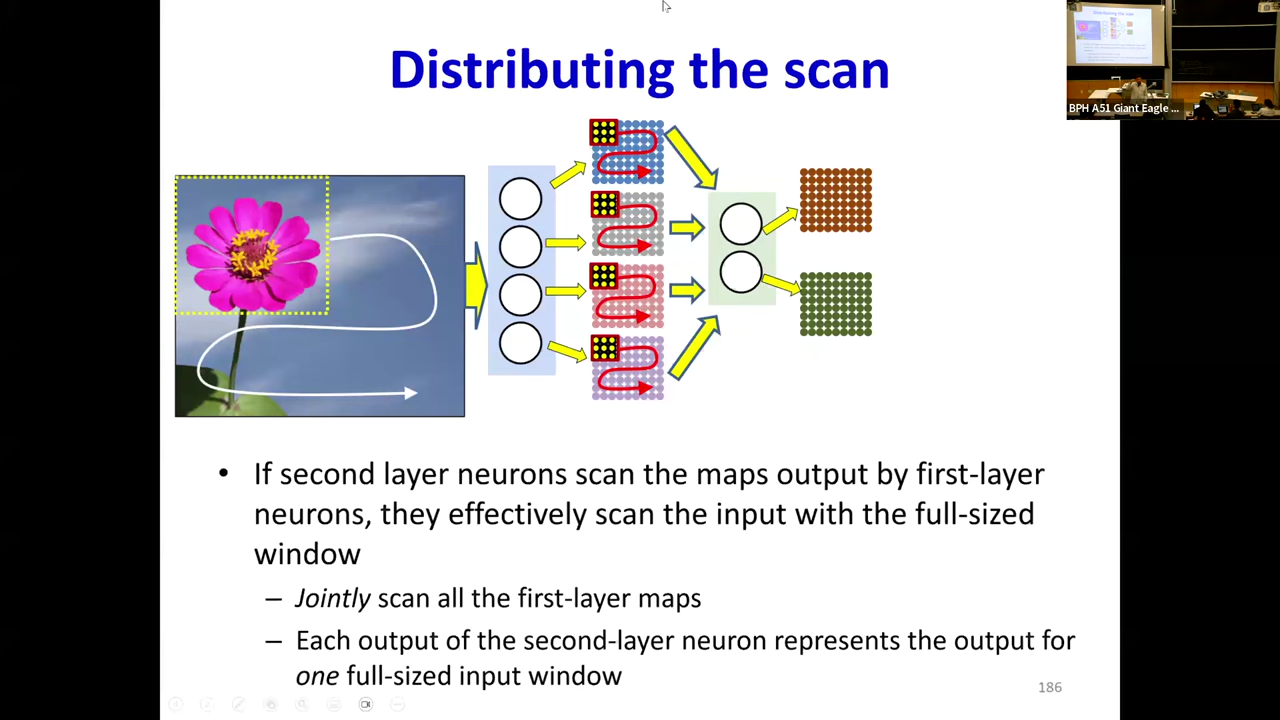 Distributing the scan
BPH A51 Giant Eagle ...
• If second layer neurons scan the maps output by first-layer
neurons, they effectively scan the input with the full-sized
window
– Jointly scan all the first-layer maps
– Each output of the second-layer neuron represents the output for
one full-sized input window
186